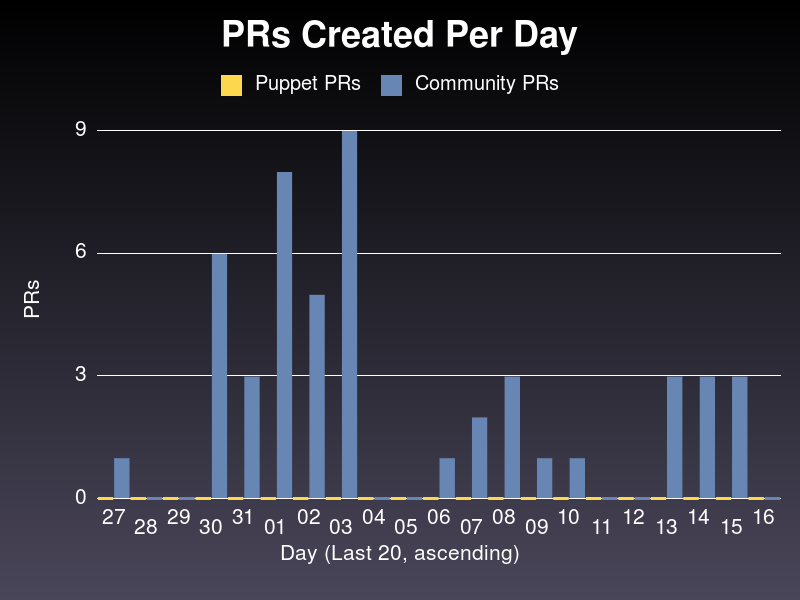 PRs Created Per Day
Puppet PRs Community PRs
9
6
3
0
PRs
27 28 29 30 31 01 02 03 04 05 06 07 08 09 10 11 12 13 14 15 16
Day (Last 20, ascending)